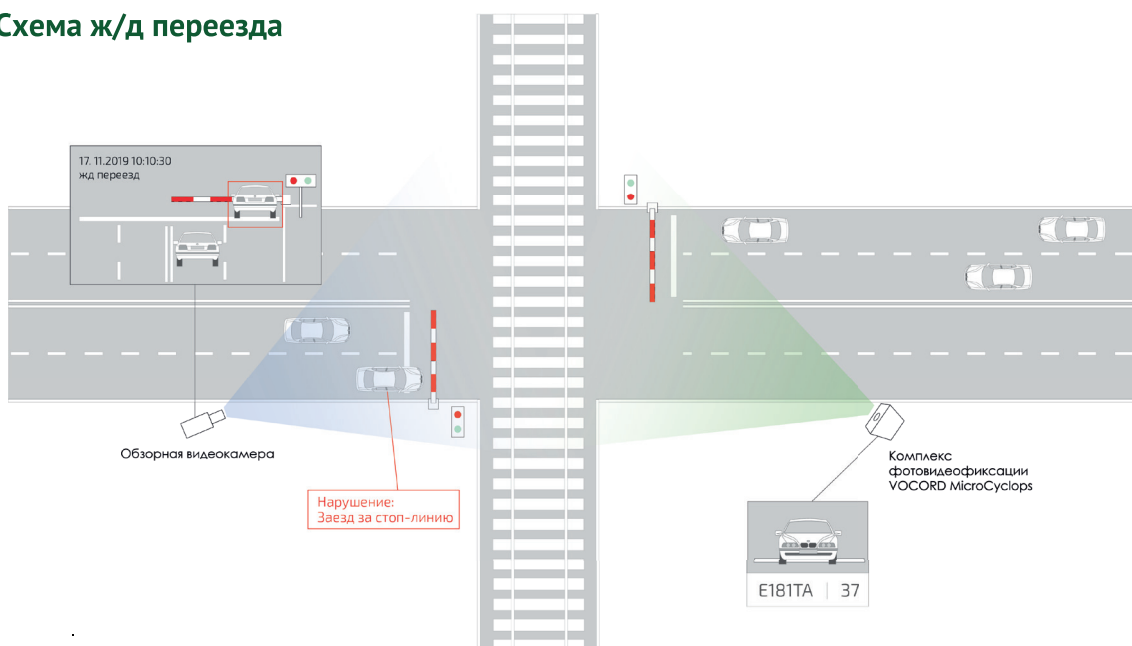 Схема ж/д переезда
17. 11.2019 10:10:30
жд переезд
Обзорная видеокамера
Нарушение:
Заезд за стоп-линию
Комплекс
фотовидеофиксации
VOCORD MicroCyclops
E181TA | 37